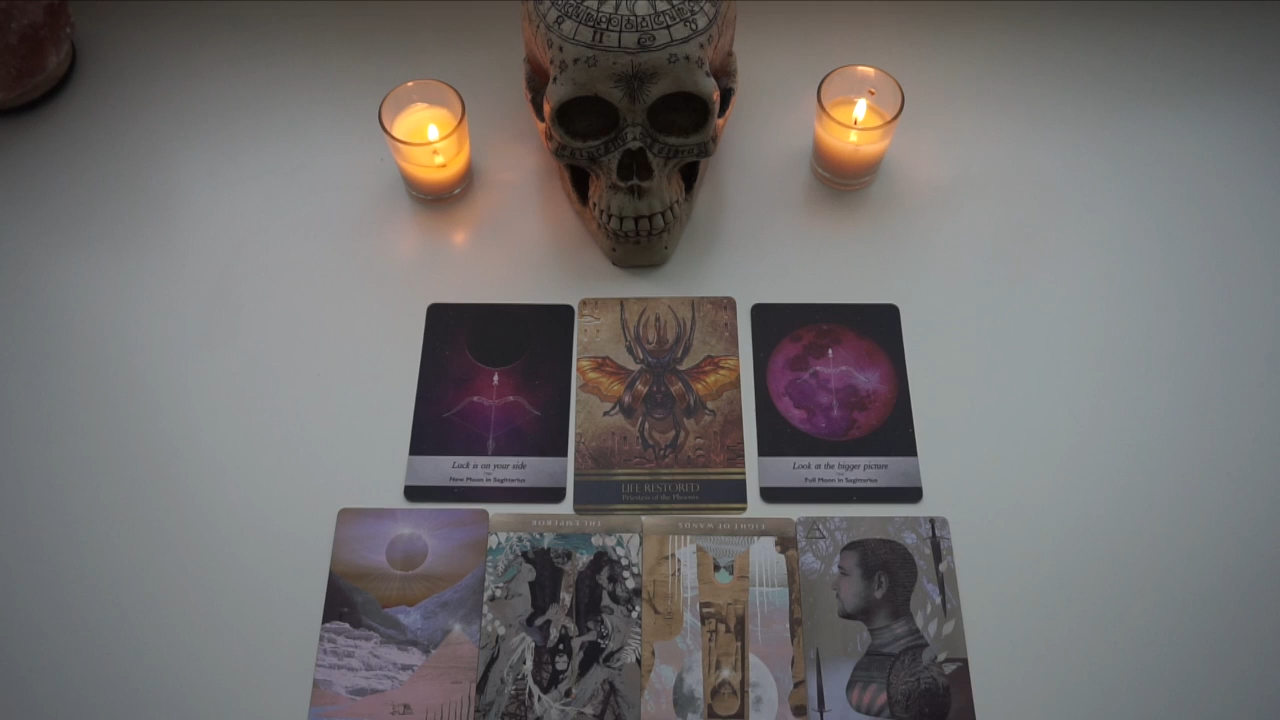 Luck is on your side
New Moon in Sagittarius
LIFE RESTORED
Priestess of the Phoenix
Look at the bigger picture
Full Moon in Sagittarius
THE EMPEROR
EIGHT OF WANDS